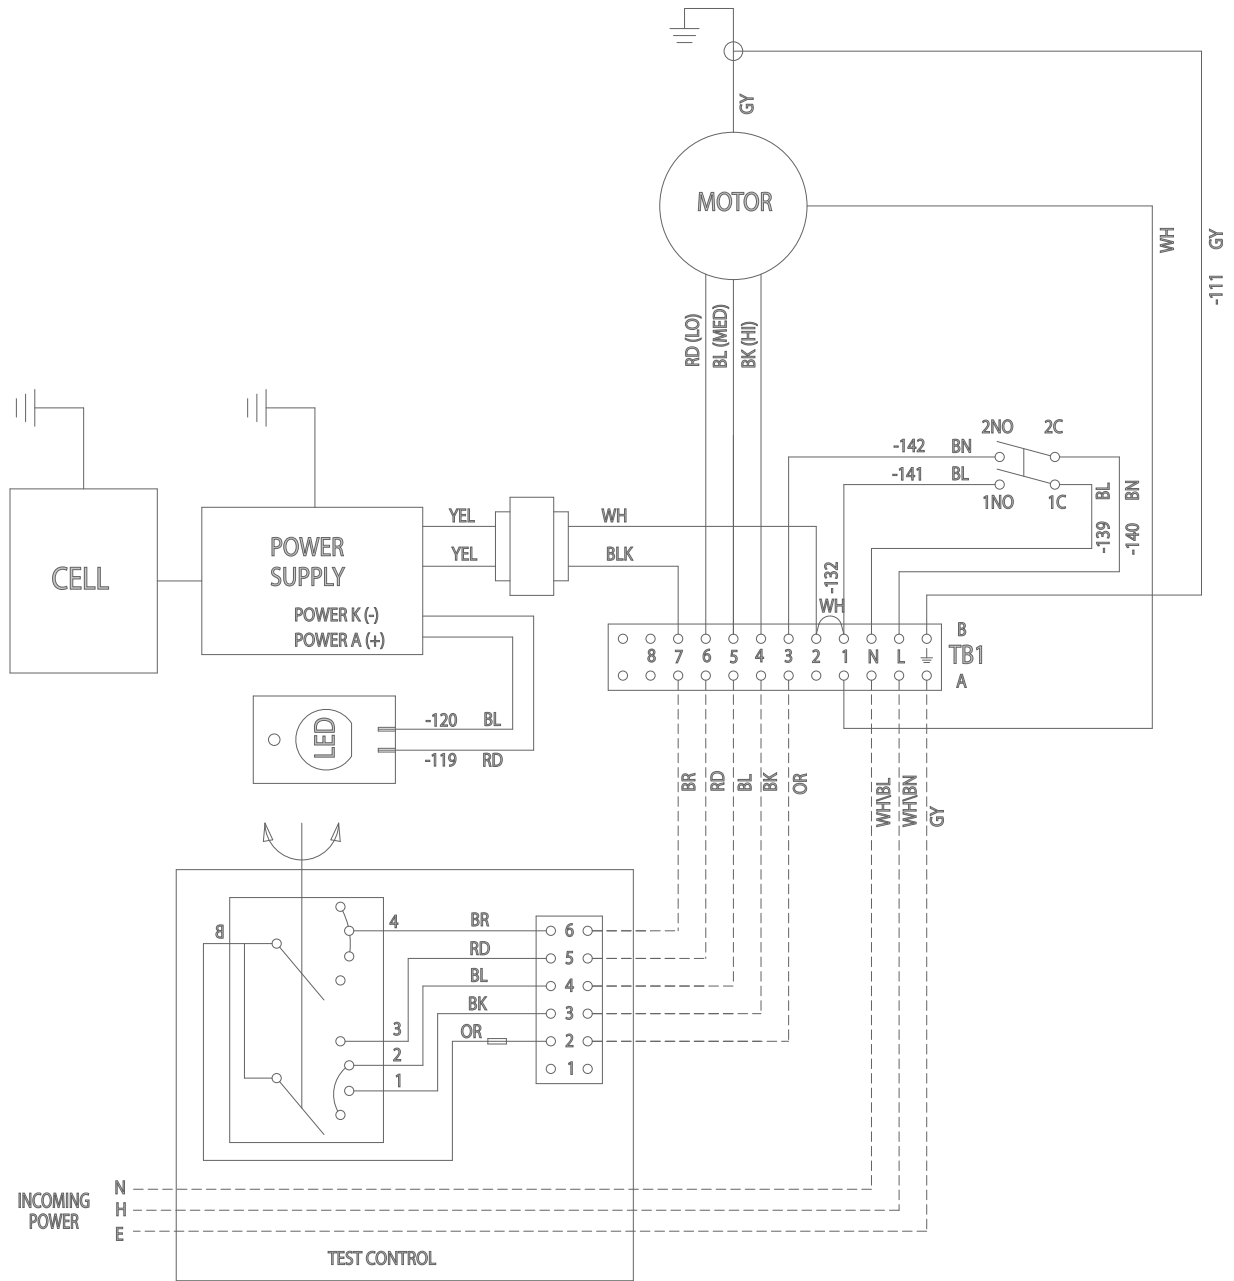 GY
MOTOR
WH
GY
-111
RD (LO)
BL (MED)
BK (HI)
2NO 2C
-142 BN
-141 BL
1NO 1C
BL
-139
BN
-140
YEL
YEL
WH
BLK
CELL
POWER
SUPPLY
POWER K (-)
POWER A (+)
-132
WH
B
8 7 6 5 4 3 2 1 N L
TB1
A
LED
-120 BL
-119 RD
BR
RD
BL
BK
OR
WH\BL
WH\BN
GY
B
4 BR 6
RD 5
BL 4
BK 3
3
OR 2
2
1
1
INCOMING
POWER
N
H
E
TEST CONTROL